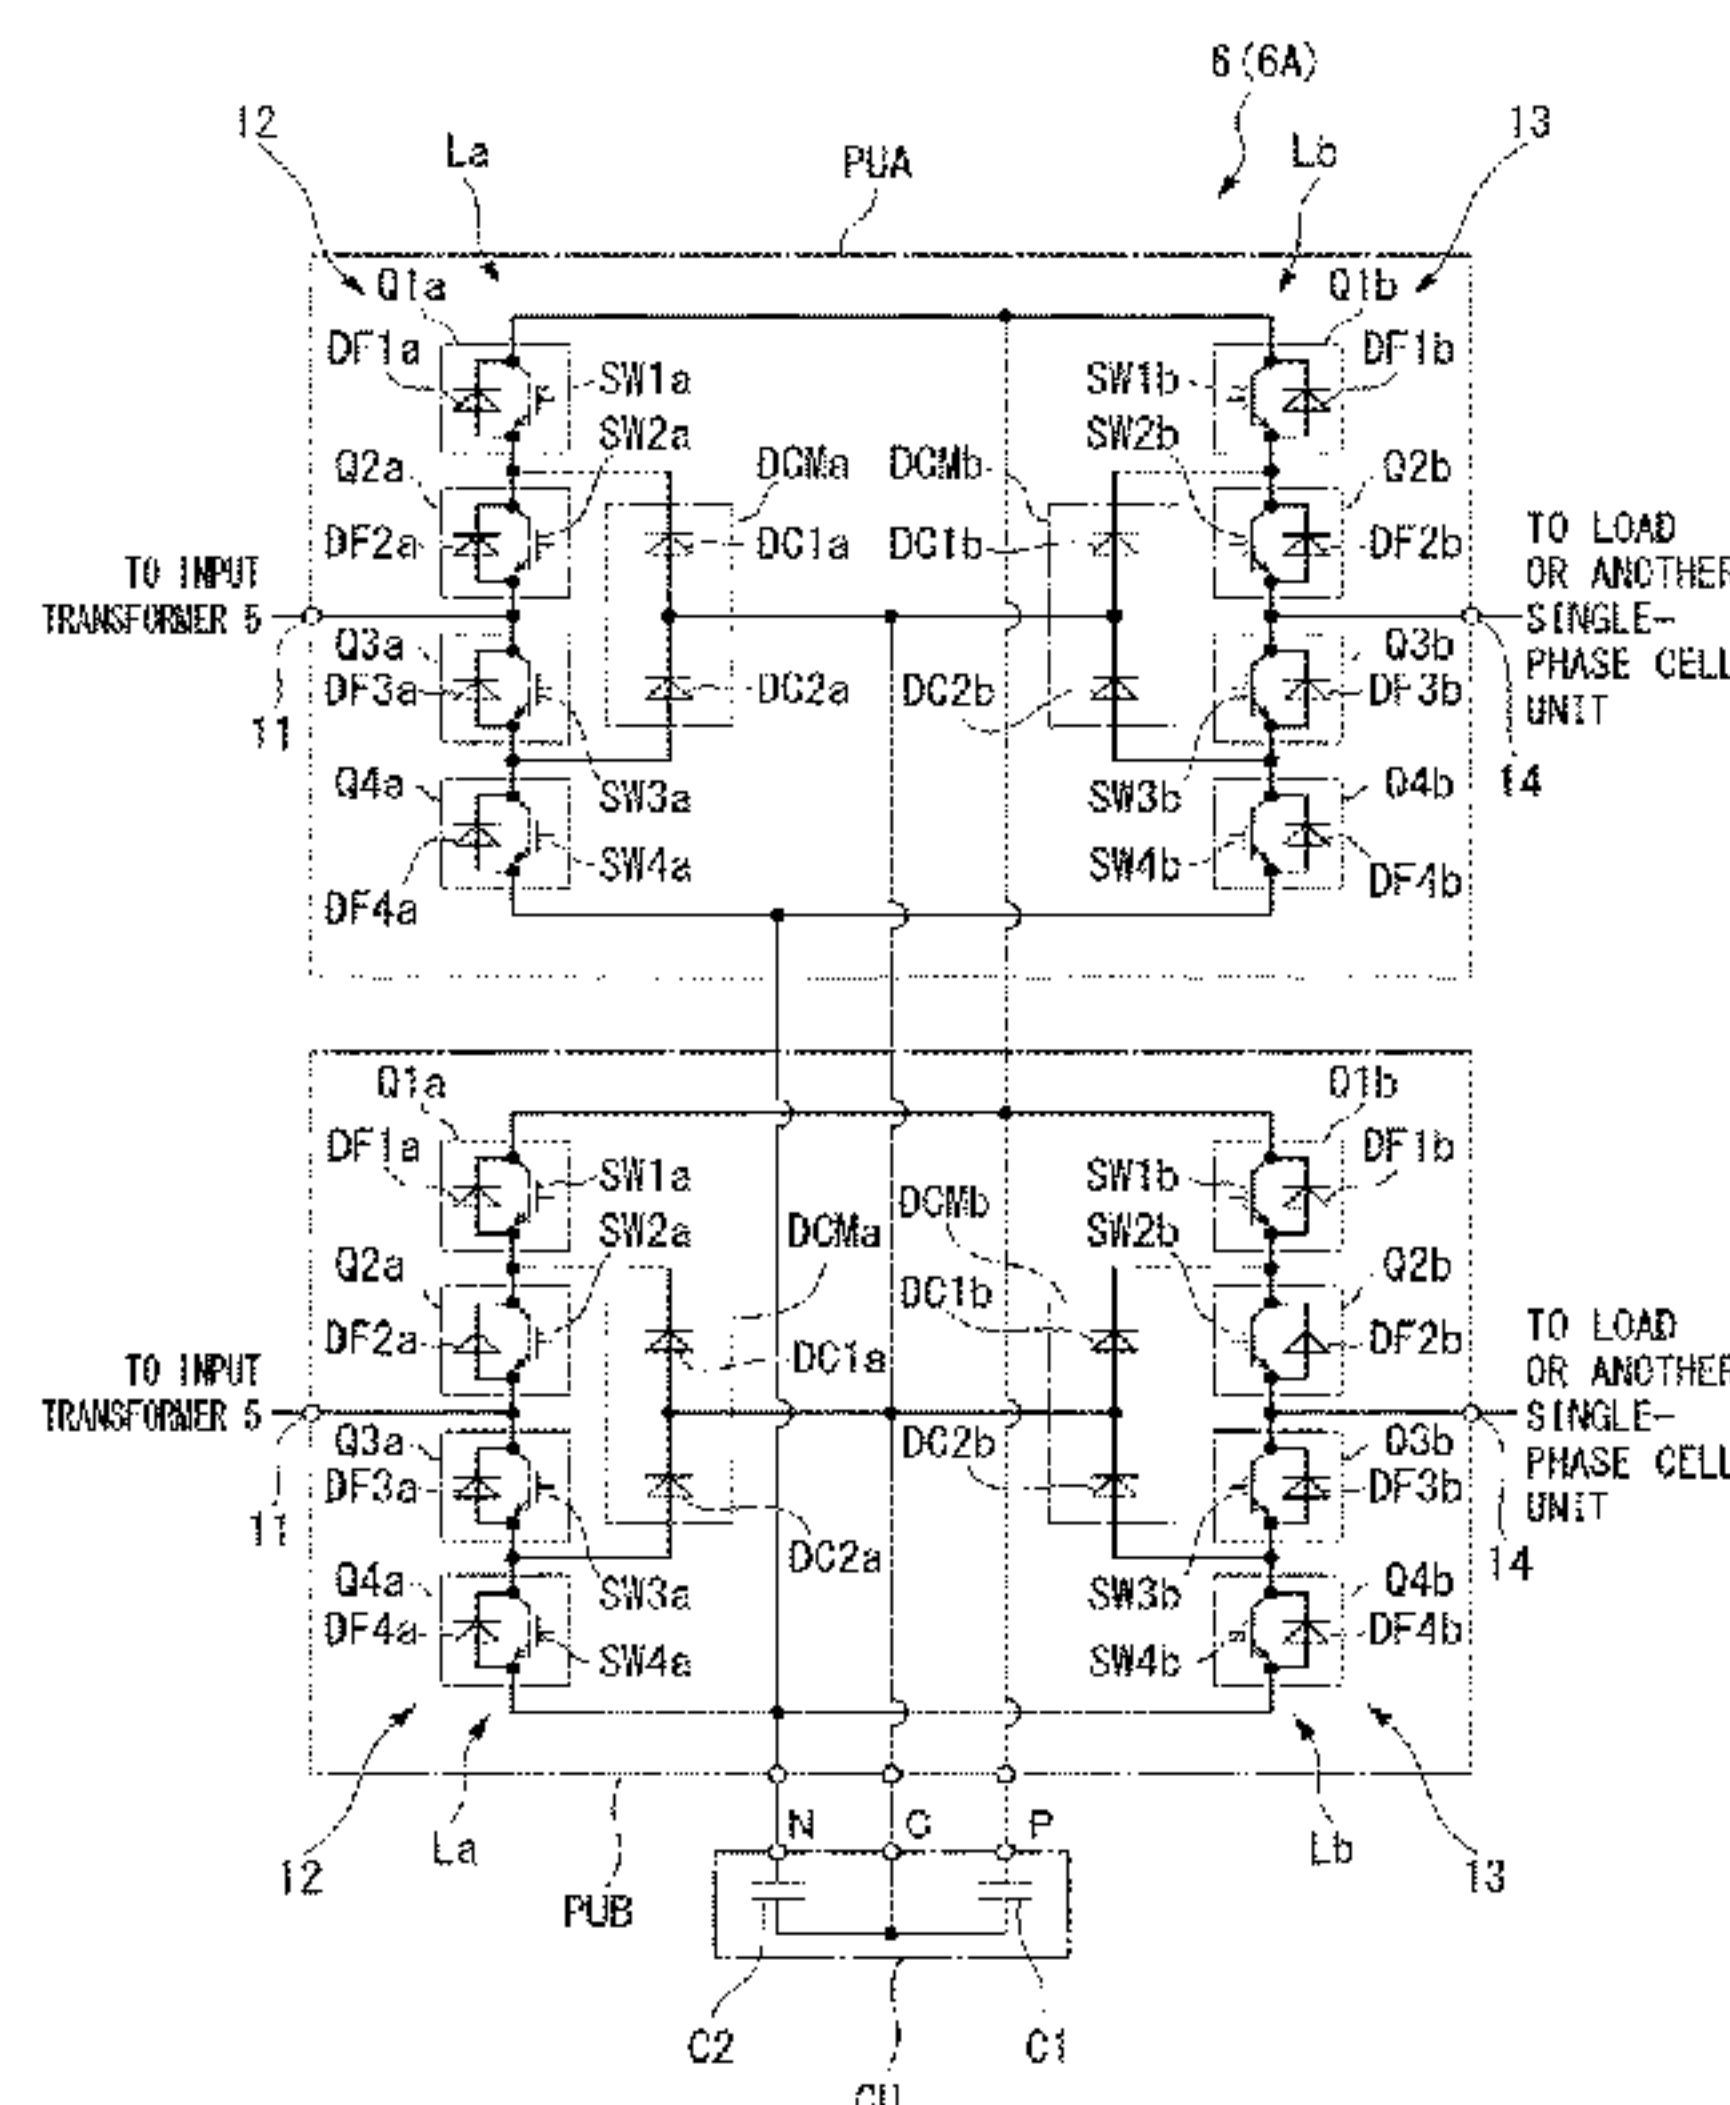 6(6A)
12
La
PUA
Lb
13
Q1a
Q1b
DF1a
DF1b
SW1a
SW1b
SW2a
SW2b
Q2a
DCMa
DCMb
Q2b
DF2a
DC1a
DC1b
DF2b
TO INPUT
TRANSFORMER 5
TO LOAD
OR ANOTHER
SINGLE-
PHASE CELL
UNIT
Q3a
Q3b
DF3a
DC2a
DC2b
DF3b
11
14
Q4a
SW3a
SW3b
Q4b
SW4a
SW4b
DF4a
DF4b
Q1a
Q1b
DF1a
DF1b
SW1a
SW1b
DCMb
SW2a
DCMa
SW2b
Q2a
Q2b
DC1b
DF2a
DC1a
DF2b
TO INPUT
TRANSFORMER 5
TO LOAD
OR ANOTHER
SINGLE-
PHASE CELL
UNIT
Q3a
DC2b
Q3b
DF3a
DF3b
11
14
DC2a
Q4a
SW3a
SW3b
Q4b
DF4a
DF4b
SW4a
SW4b
N
C
P
12
La
Lb
13
PUB
C2
C1
CU